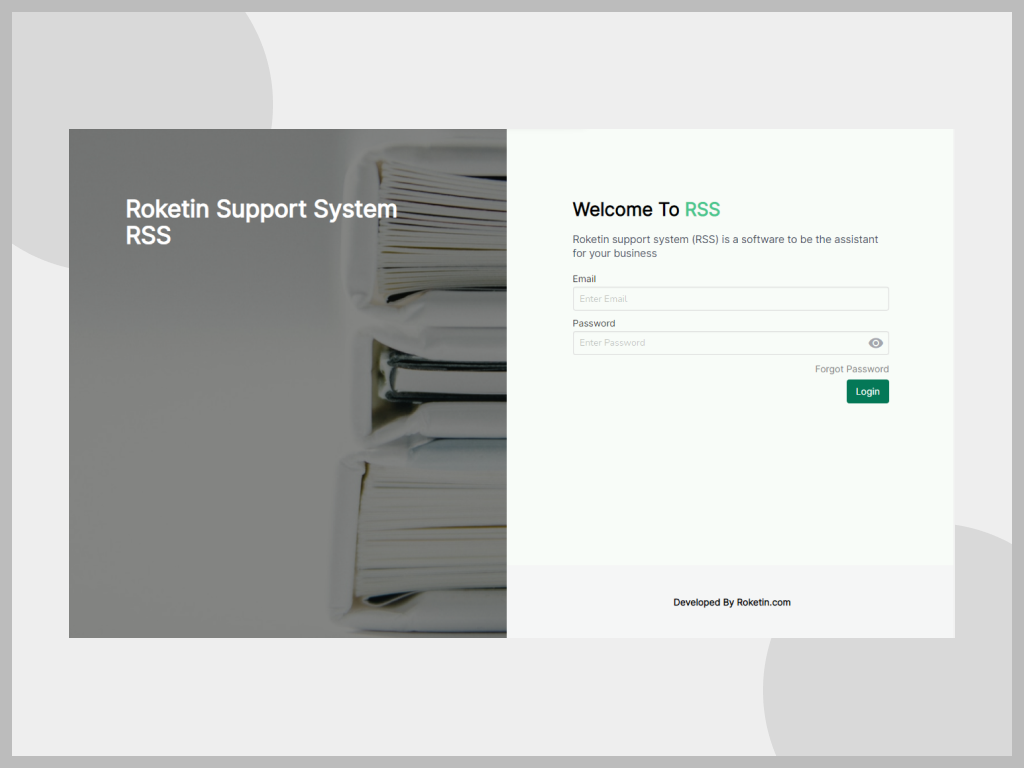 Roketin Support System
RSS
Welcome To RSS
Roketin support system (RSS) is a software to be the assistant
for your business
Email
Enter Email
Password
Enter Password
Forgot Password
Login
Developed By Roketin.com